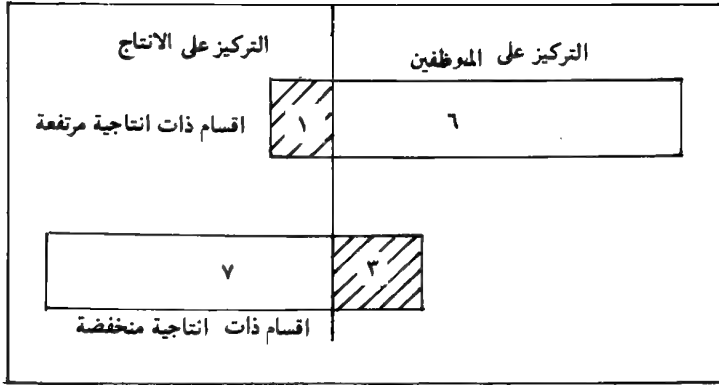 التركيز على الموظفين
التركيز على الانتاج
٦
١
اقسام ذات انتاجية مرتفعة
٣
٧
اقسام ذات انتاجية منخفضة